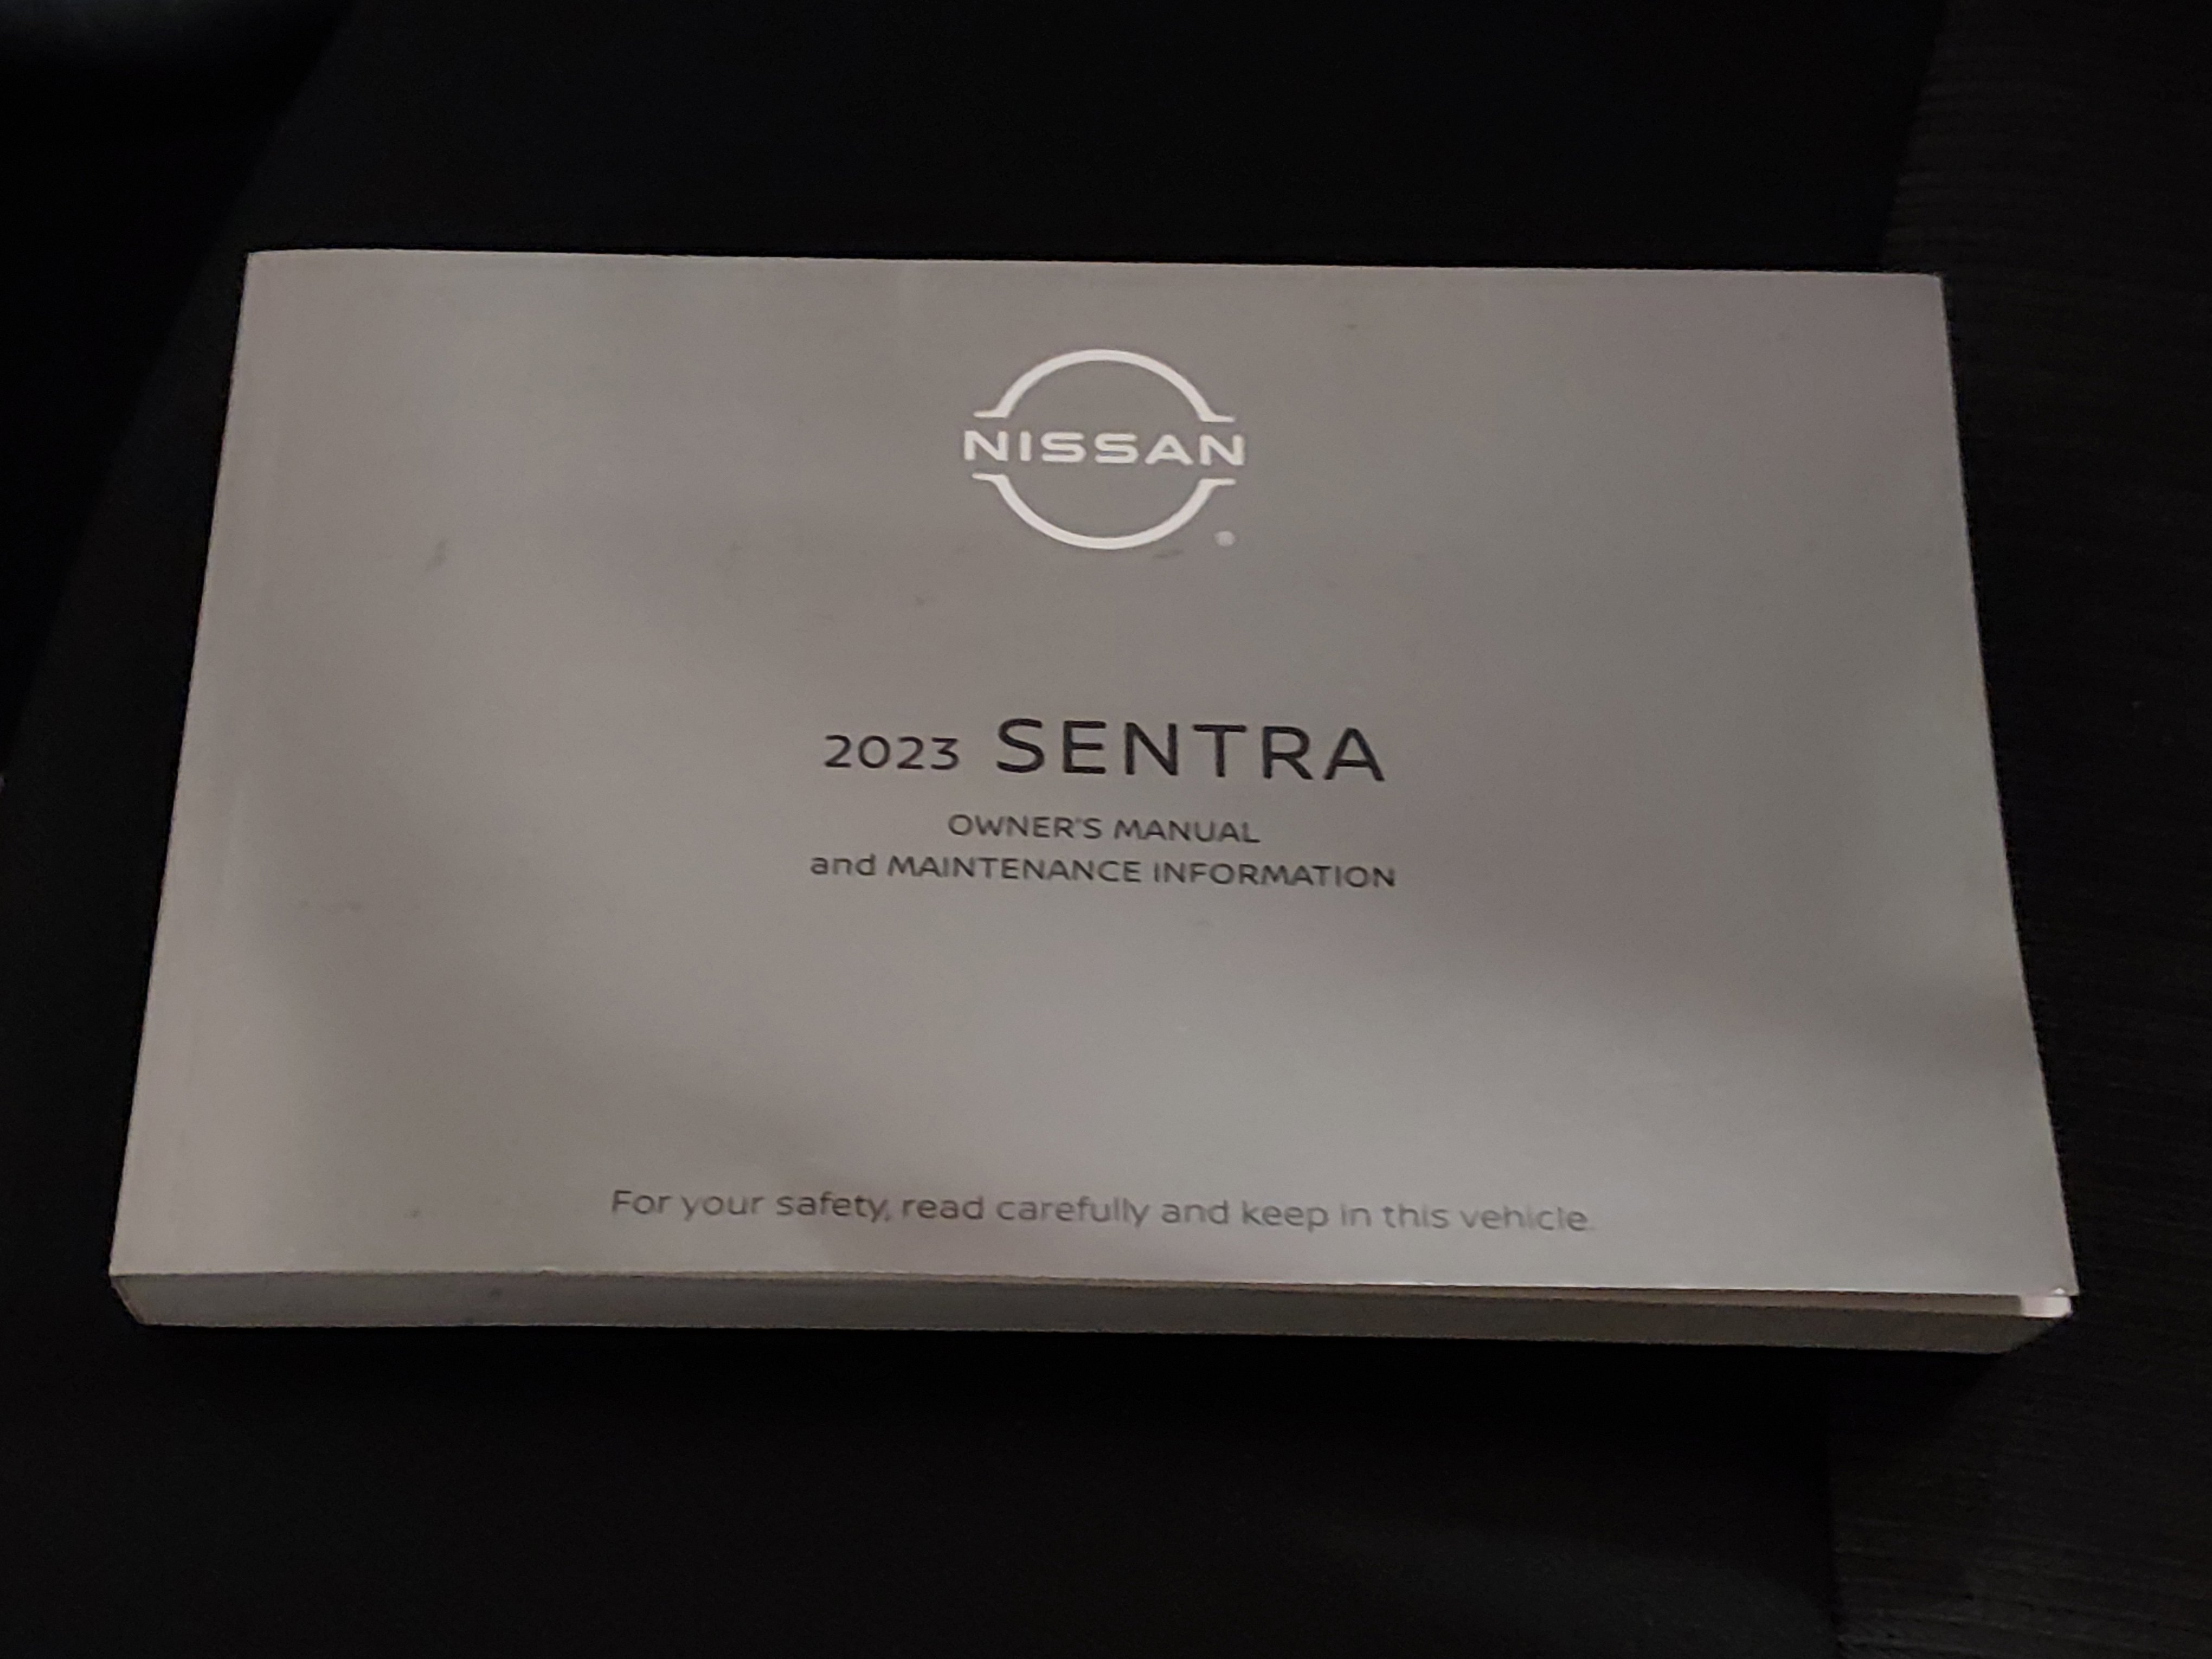 NISSAN
2023 SENTRA
OWNER'S MANUAL
and MAINTENANCE INFORMATION
For your safety, read carefully and keep in this vehicle.